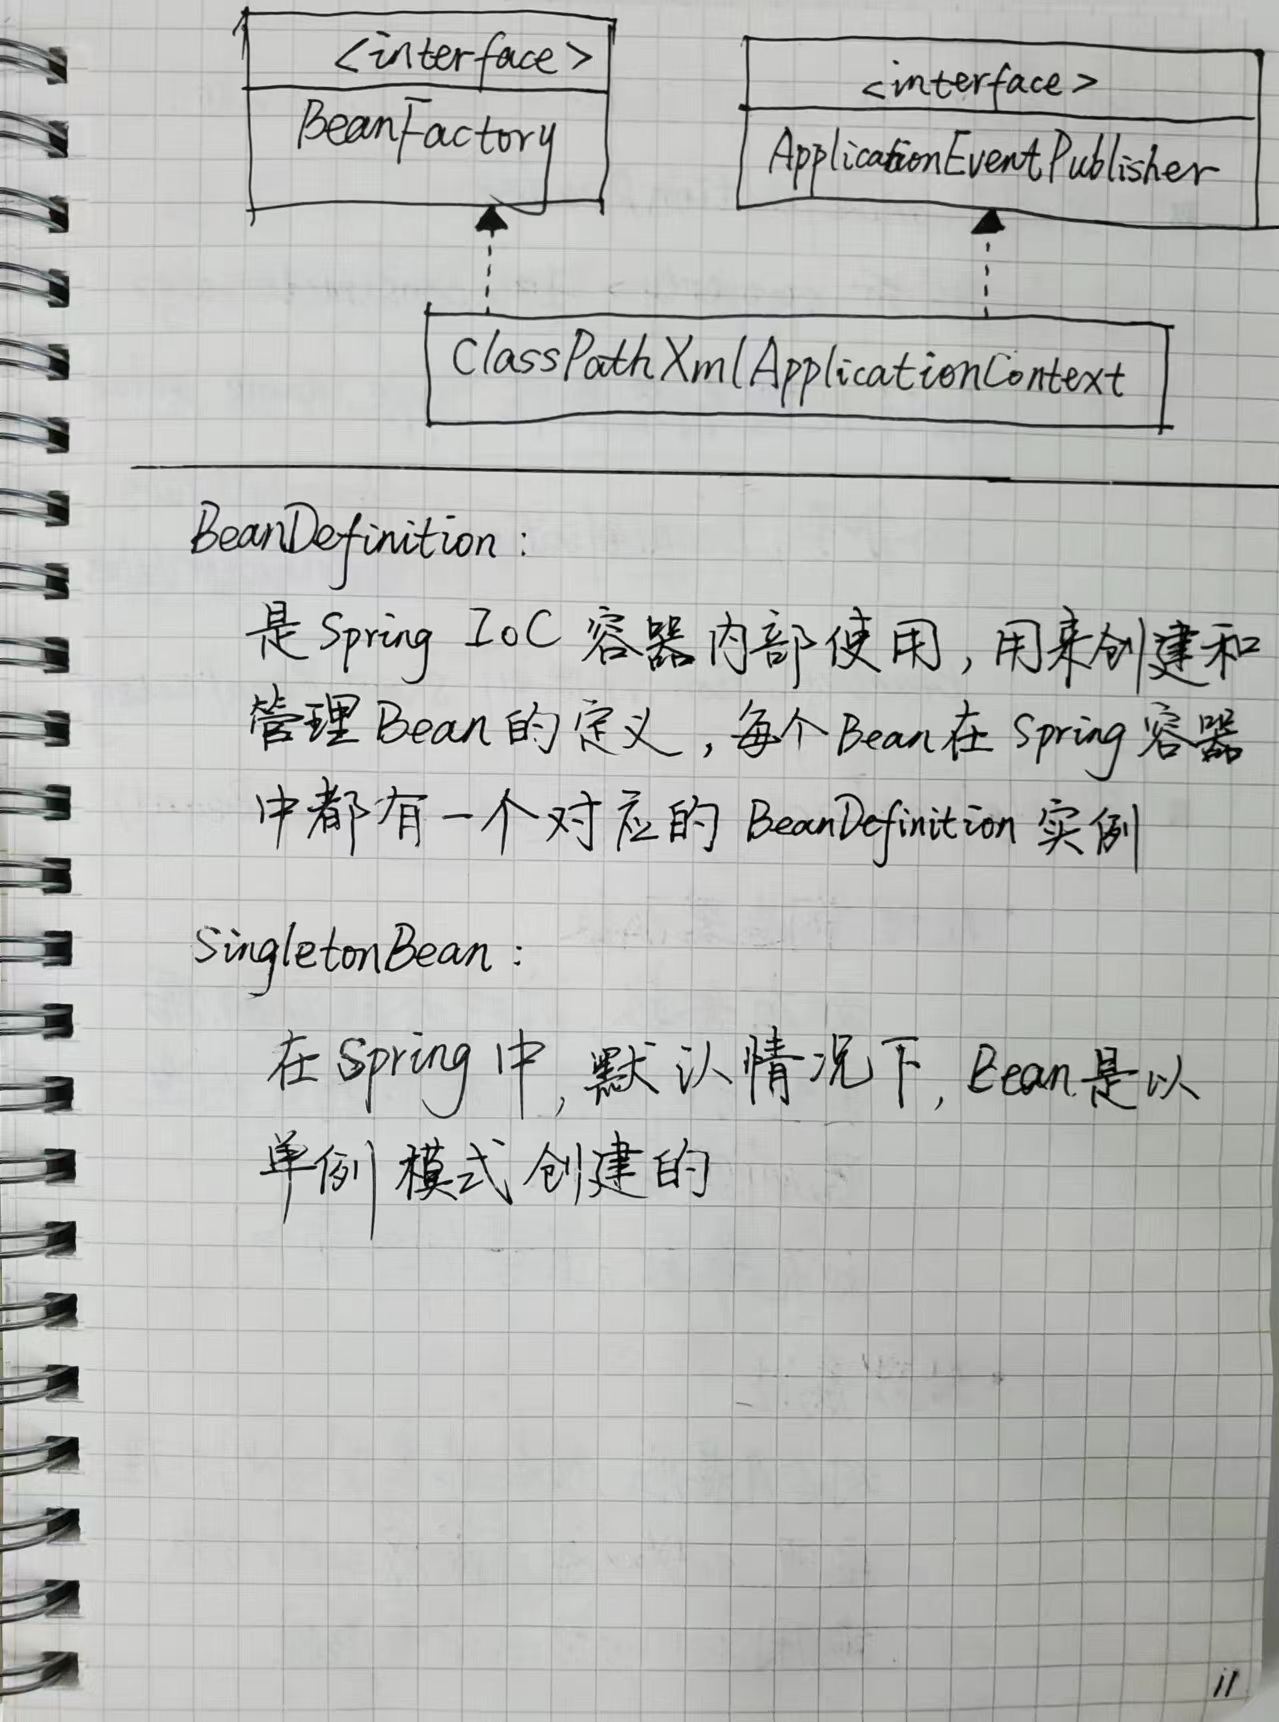 <interface>
BeanFactory
<interface>
ApplicationEventPublisher
ClassPathXmlApplicationContext
BeanDefinition:
是Spring IoC 容器内部使用，用来创建和
管理Bean的定义，每个Bean在Spring容器
中都有一个对应的 BeanDefinition实例
SingletonBean:
在Spring中，默认情况下，Bean是以
单例模式创建的
11